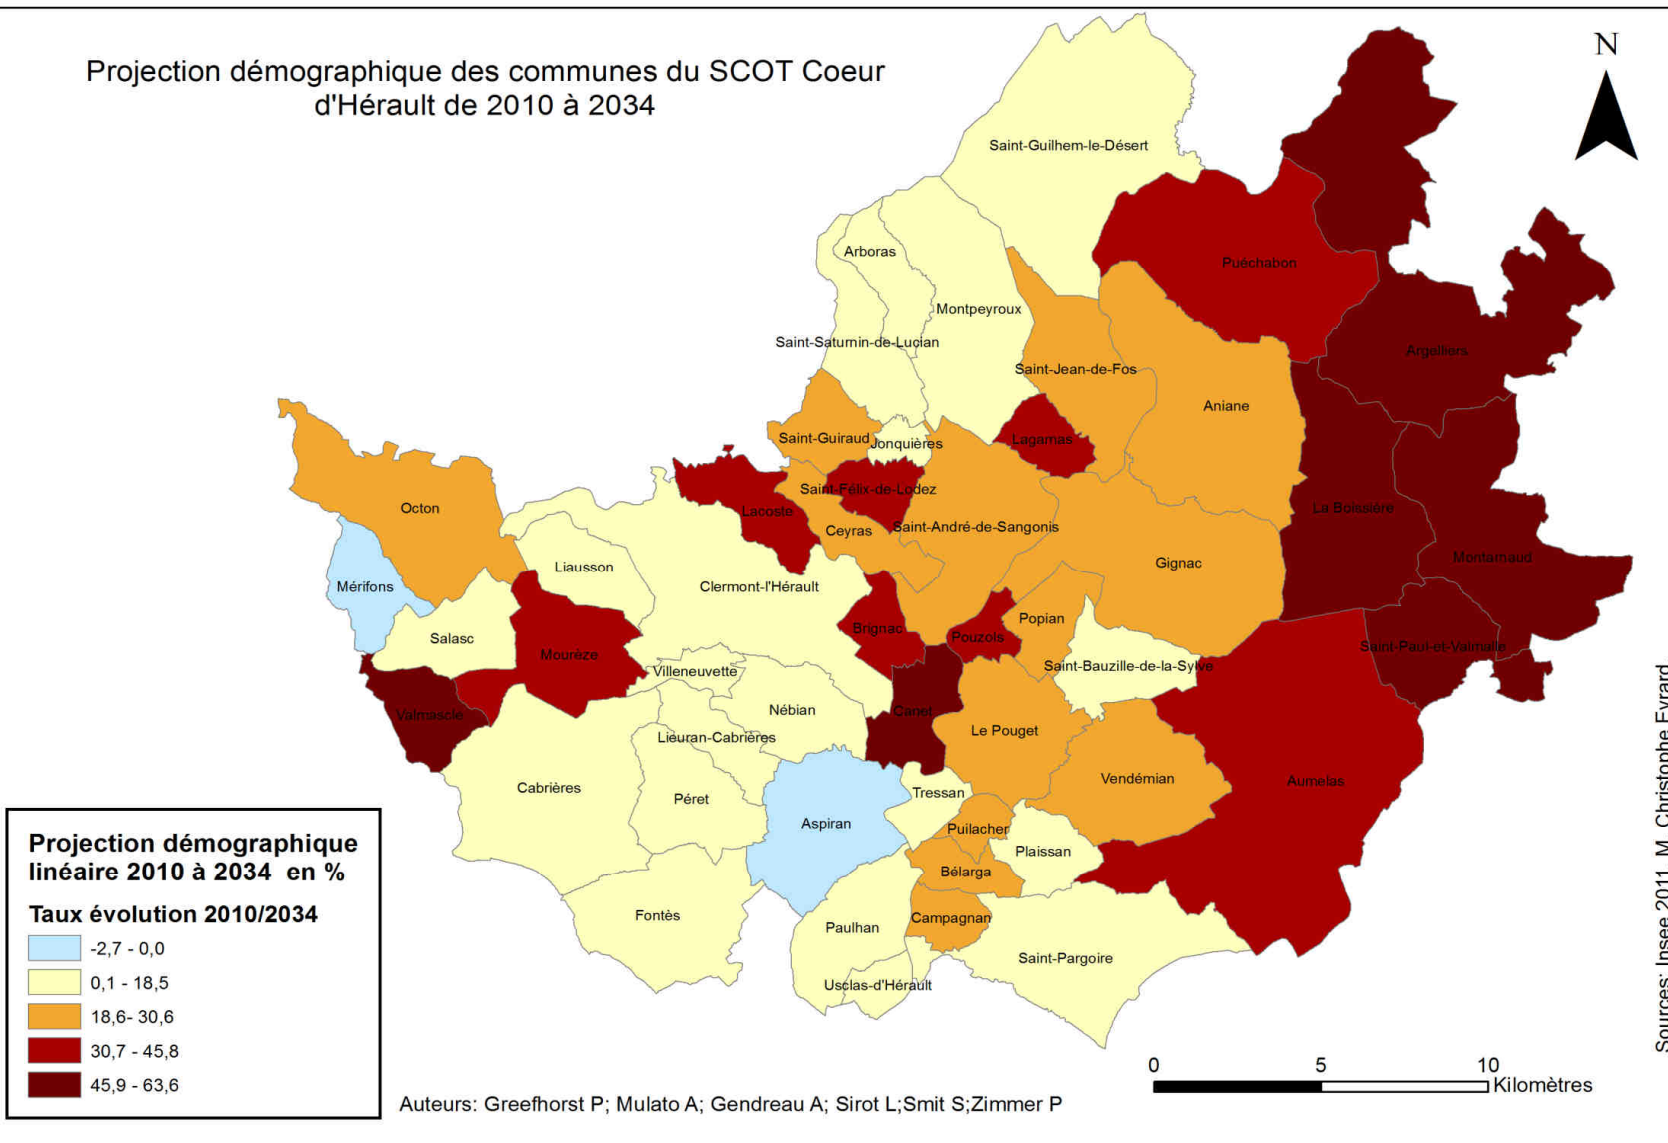 Projection démographique des communes du SCOT Coeur
d'Hérault de 2010 à 2034
N
Saint-Guilhem-le-Désert
Arboras
Puéchabon
Montpeyroux
Saint-Saturnin-de-Lucian
Argelliers
Saint-Jean-de-Fos
Aniane
Saint-Guiraud
Jonquières
Lagamas
Saint-Félix-de-Lodez
Octon
Lacoste
La Boissière
Ceyras
Saint-André-de-Sangonis
Montarnaud
Liausson
Gignac
Mérifons
Clermont-l'Hérault
Popian
Brignac
Salasc
Pouzols
Saint-Paul-et-Valmalle
Mourèze
Saint-Bauzille-de-la-Sylve
Villeneuvette
Valmascle
Nébian
Canet
Le Pouget
Lieuran-Cabrières
Vendémian
Aumelas
Cabrières
Péret
Tressan
Aspiran
Puilacher
Plaissan
Bélarga
Fontès
Campagnan
Paulhan
Saint-Pargoire
Usclas-d'Hérault
Projection démographique
linéaire 2010 à 2034 en %
Taux évolution 2010/2034
-2,7 - 0,0
0,1 - 18,5
18,6- 30,6
30,7 - 45,8
45,9 - 63,6
Auteurs: Greefhorst P; Mulato A; Gendreau A; Sirot L;Smit S;Zimmer P
0 5 10
Kilomètres
Sources: Insee 2011, M. Christophe Evrard